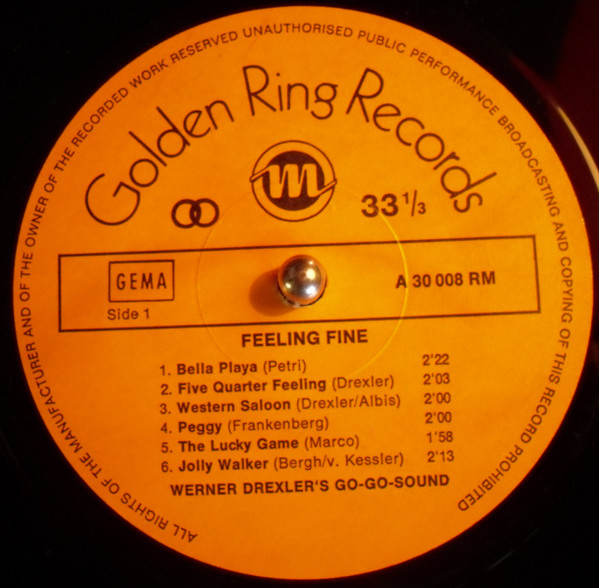 ALL RIGHTS OF THE MANUFACTURER AND OF THE OWNER OF THE RECORDED WORK RESERVED UNAUTHORISED PUBLIC PERFORMANCE BROADCASTING AND COPYING OF THIS RECORD PROHIBITED
Golden Ring Records
m
33 1/3
GEMA
A 30 008 RM
Side 1
FEELING FINE
1. Bella Playa (Petri) 2'22
2. Five Quarter Feeling (Drexler) 2'03
3. Western Saloon (Drexler/Albis) 2'00
4. Peggy (Frankenberg) 2'00
5. The Lucky Game (Marco) 1'58
6. Jolly Walker (Bergh/v. Kessler) 2'13
WERNER DREXLER'S GO-GO-SOUND